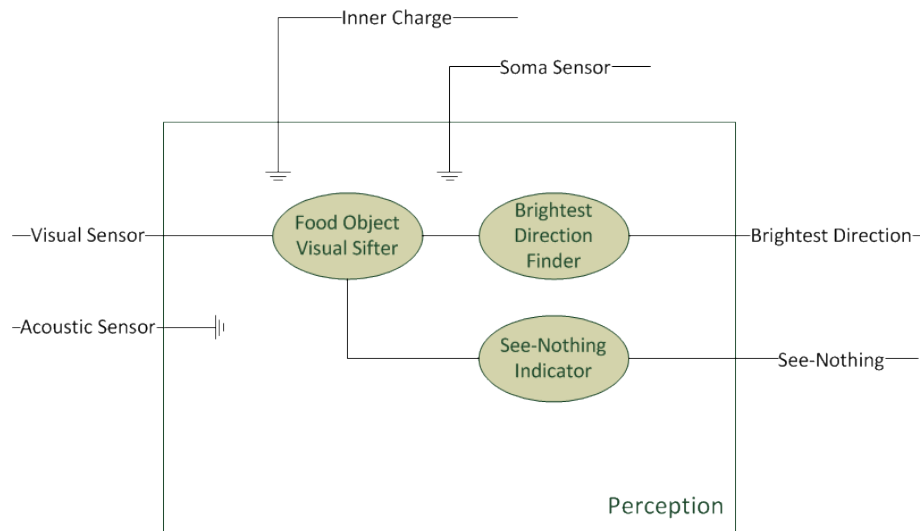 Inner Charge
Soma Sensor
Visual Sensor
Food Object
Visual Sifter
Brightest
Direction
Finder
Brightest Direction
Acoustic Sensor
See-Nothing
Indicator
See-Nothing
Perception